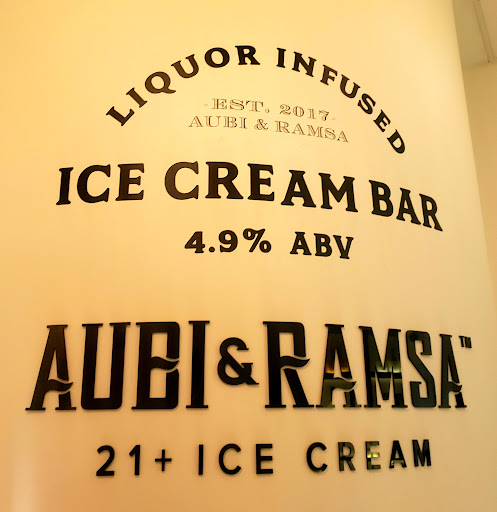 LIQUOR INFUSED
-EST. 2017-
AUBI & RAMSA
ICE CREAM BAR
4.9% ABV
AUBI & RAMSA™
21+ ICE CREAM